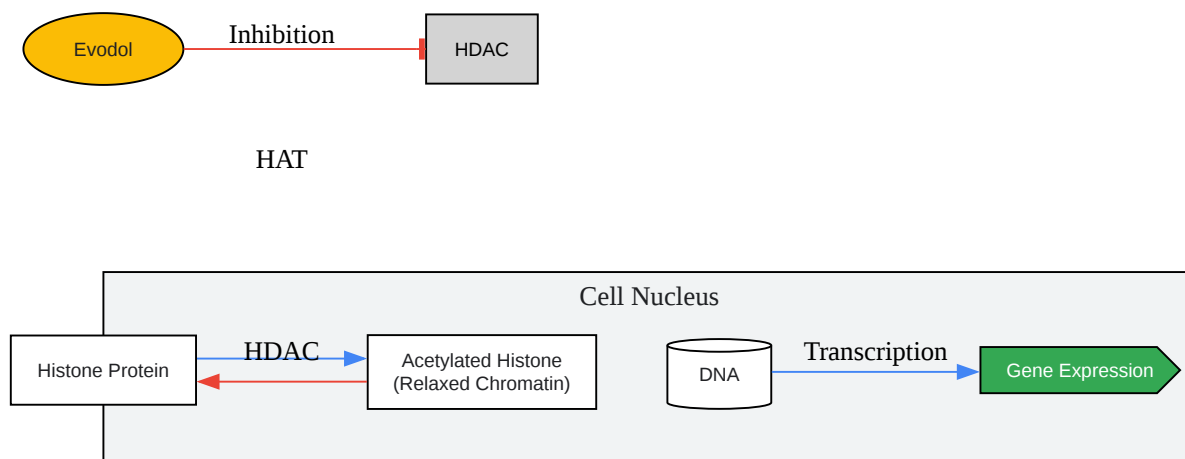 Evodol
Inhibition
HDAC
HAT
Cell Nucleus
Histone Protein
HDAC
Acetylated Histone
(Relaxed Chromatin)
DNA
Transcription
Gene Expression